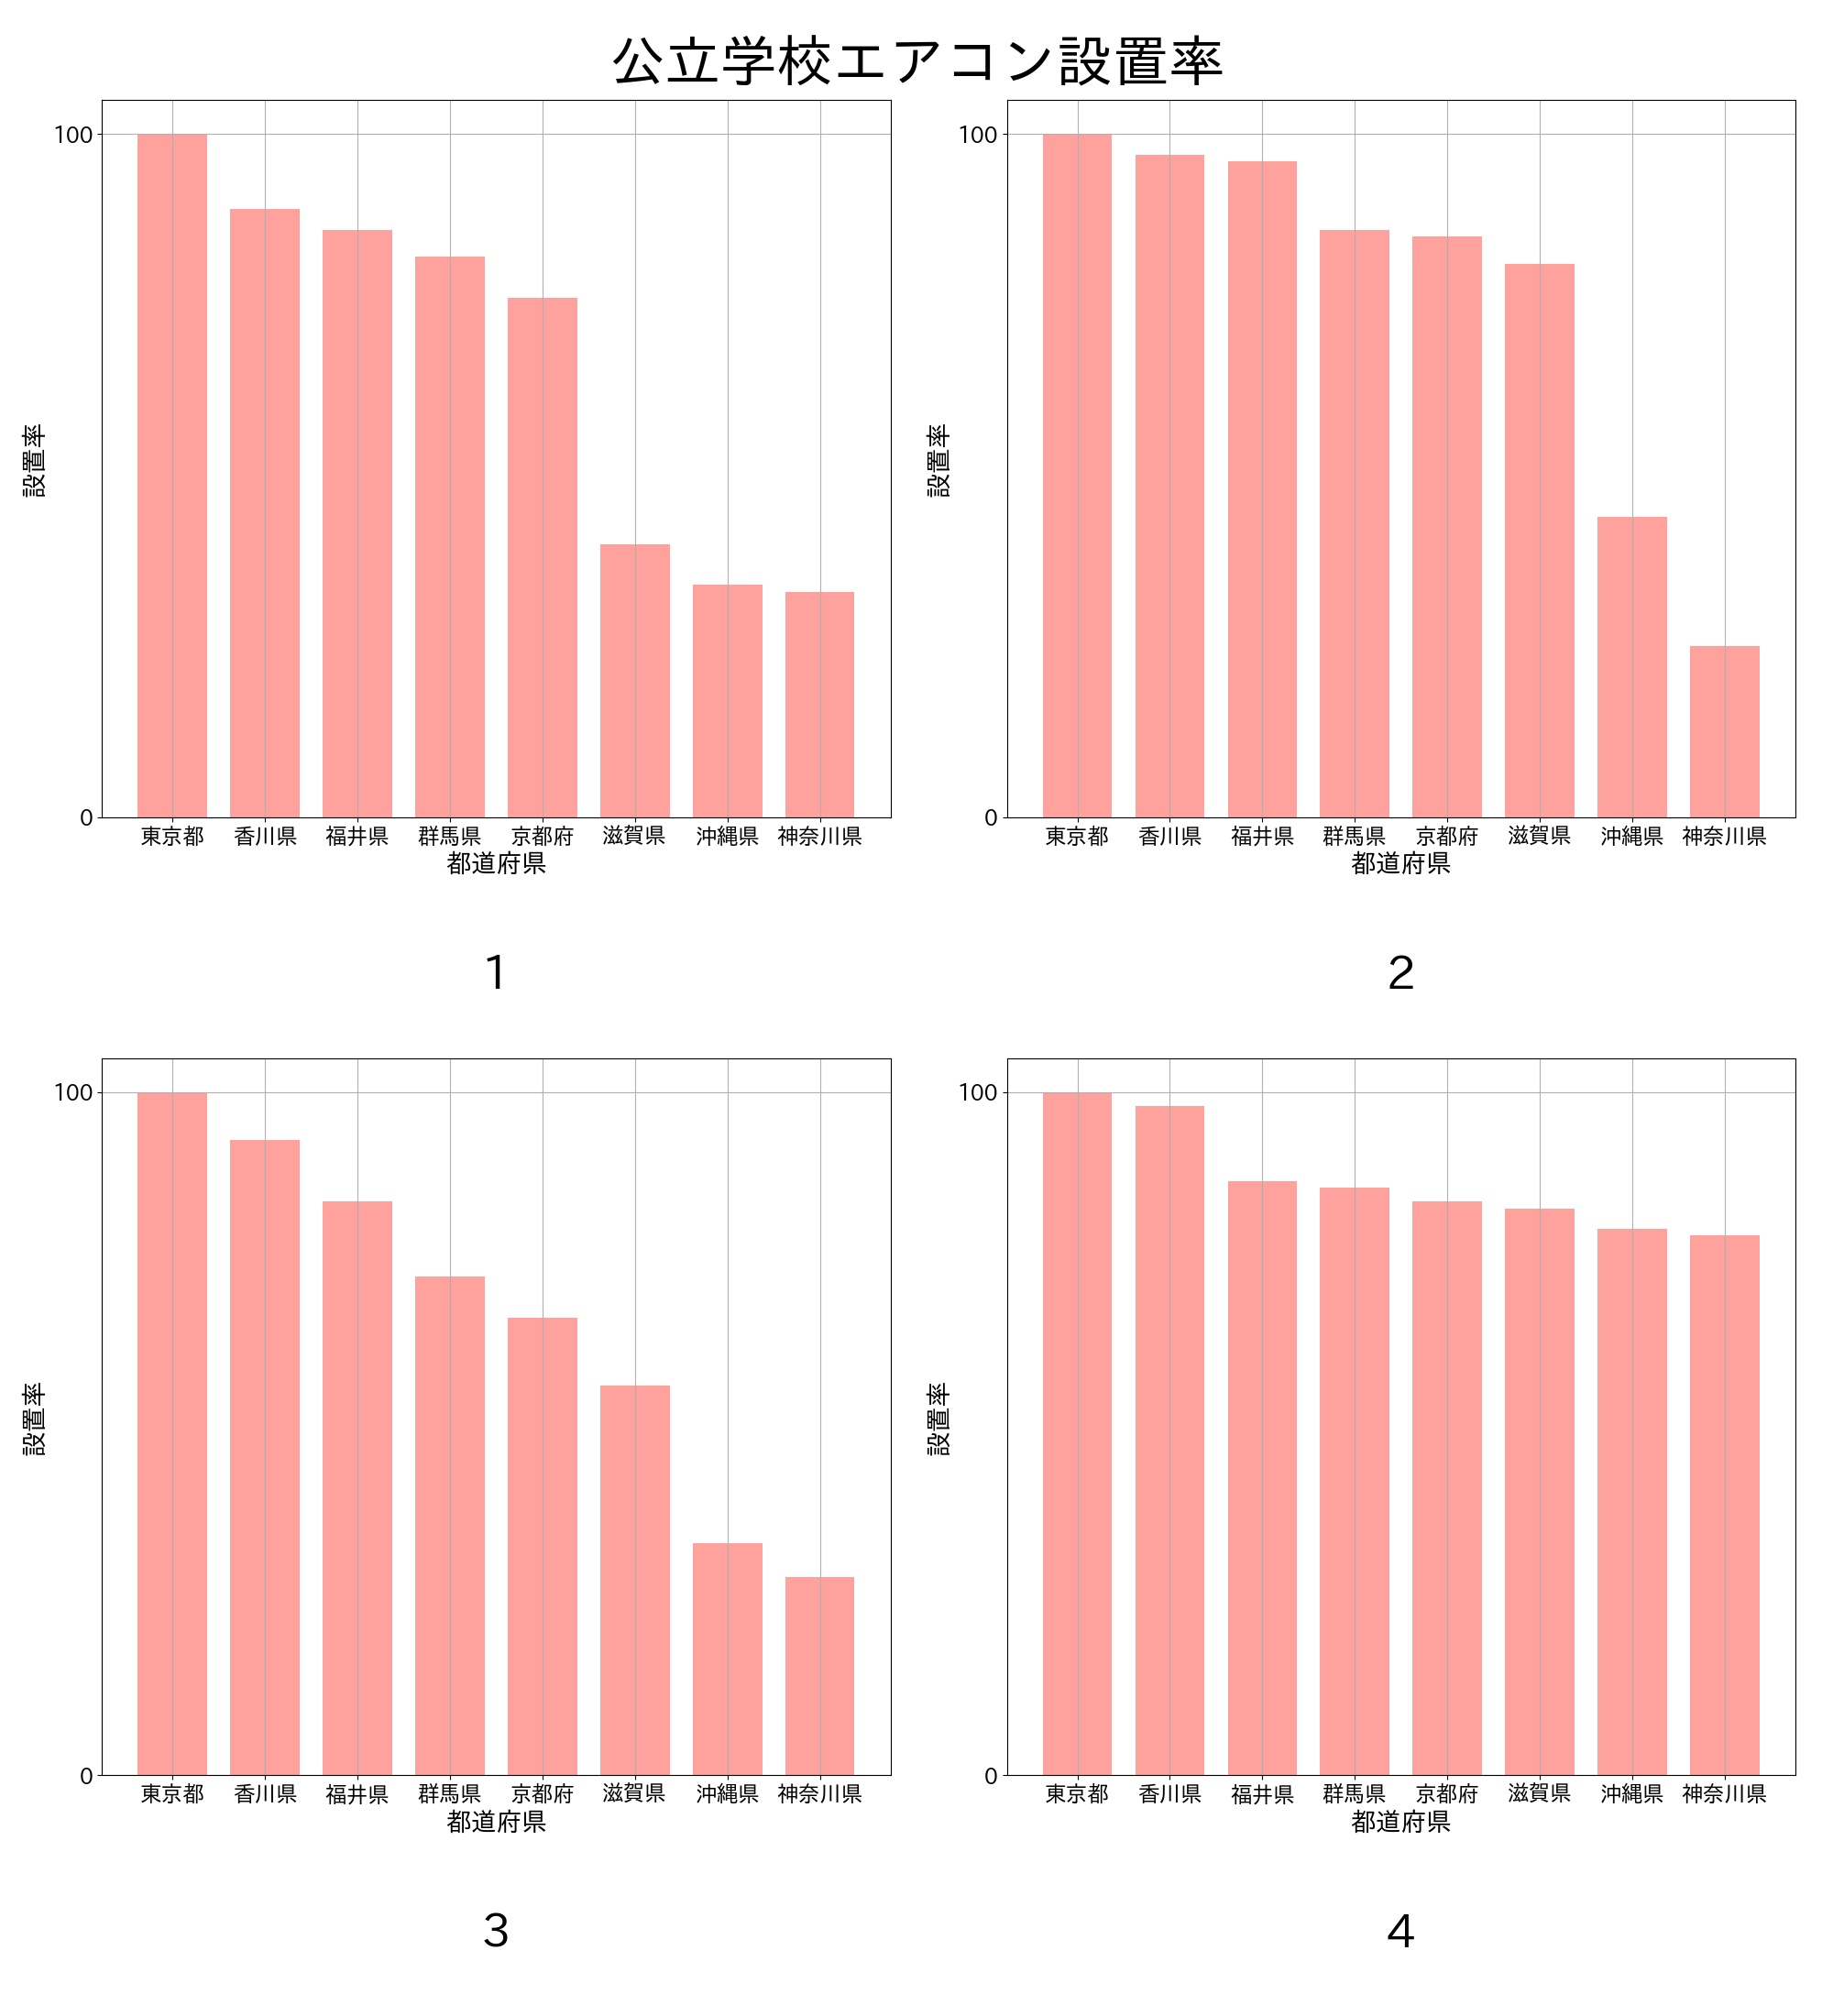 公立学校エアコン設置率
100
0
設置率
東京都 香川県 福井県 群馬県 京都府 滋賀県 沖縄県 神奈川県
都道府県
1
100
0
設置率
東京都 香川県 福井県 群馬県 京都府 滋賀県 沖縄県 神奈川県
都道府県
2
100
0
設置率
東京都 香川県 福井県 群馬県 京都府 滋賀県 沖縄県 神奈川県
都道府県
3
100
0
設置率
東京都 香川県 福井県 群馬県 京都府 滋賀県 沖縄県 神奈川県
都道府県
4